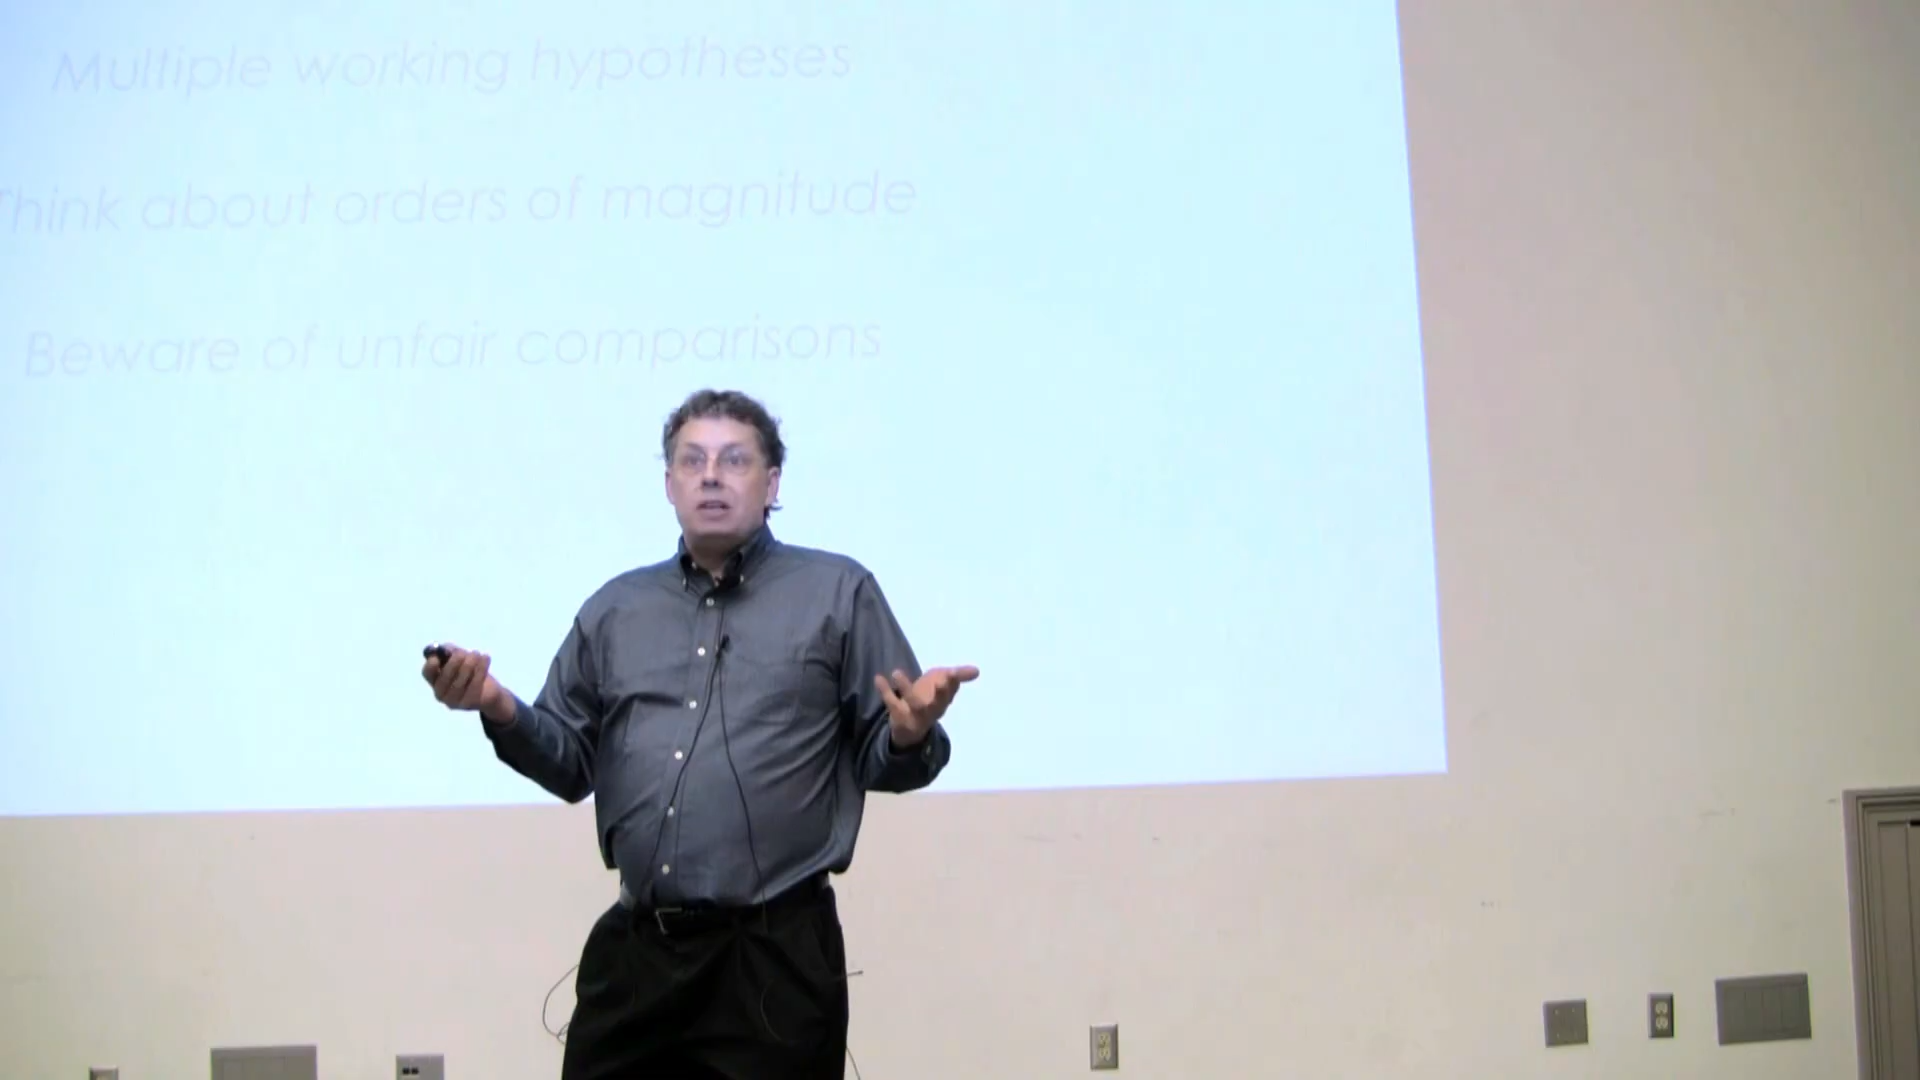 Multiple working hypotheses
Think about orders of magnitude
Beware of unfair comparisons